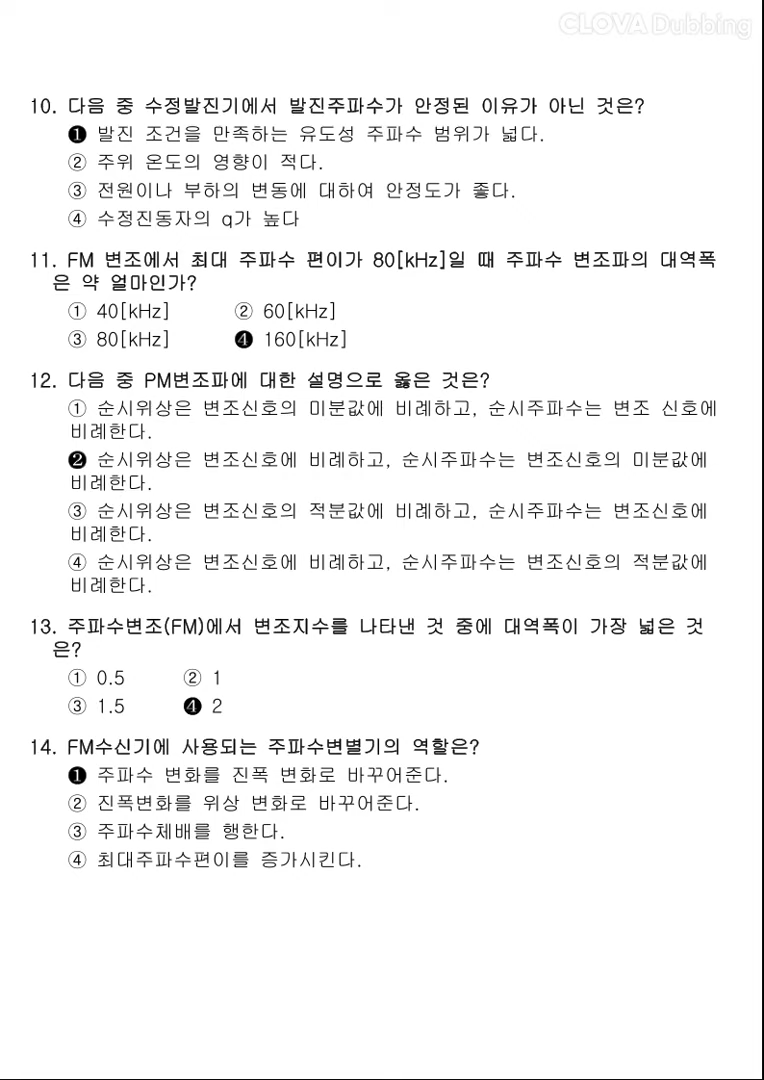 CLOVA Dubbing
10. 다음 중 수정발진기에서 발진주파수가 안정된 이유가 아닌 것은?
❶ 발진 조건을 만족하는 유도성 주파수 범위가 넓다.
② 주위 온도의 영향이 적다.
③ 전원이나 부하의 변동에 대하여 안정도가 좋다.
④ 수정진동자의 q가 높다
11. FM 변조에서 최대 주파수 편이가 80[kHz]일 때 주파수 변조파의 대역폭
은 약 얼마인가?
① 40[kHz] ② 60[kHz]
③ 80[kHz] ❹ 160[kHz]
12. 다음 중 PM변조파에 대한 설명으로 옳은 것은?
① 순시위상은 변조신호의 미분값에 비례하고, 순시주파수는 변조 신호에
비례한다.
❷ 순시위상은 변조신호에 비례하고, 순시주파수는 변조신호의 미분값에
비례한다.
③ 순시위상은 변조신호의 적분값에 비례하고, 순시주파수는 변조신호에
비례한다.
④ 순시위상은 변조신호에 비례하고, 순시주파수는 변조신호의 적분값에
비례한다.
13. 주파수변조(FM)에서 변조지수를 나타낸 것 중에 대역폭이 가장 넓은 것
은?
① 0.5 ② 1
③ 1.5 ❹ 2
14. FM수신기에 사용되는 주파수변별기의 역할은?
❶ 주파수 변화를 진폭 변화로 바꾸어준다.
② 진폭변화를 위상 변화로 바꾸어준다.
③ 주파수체배를 행한다.
④ 최대주파수편이를 증가시킨다.